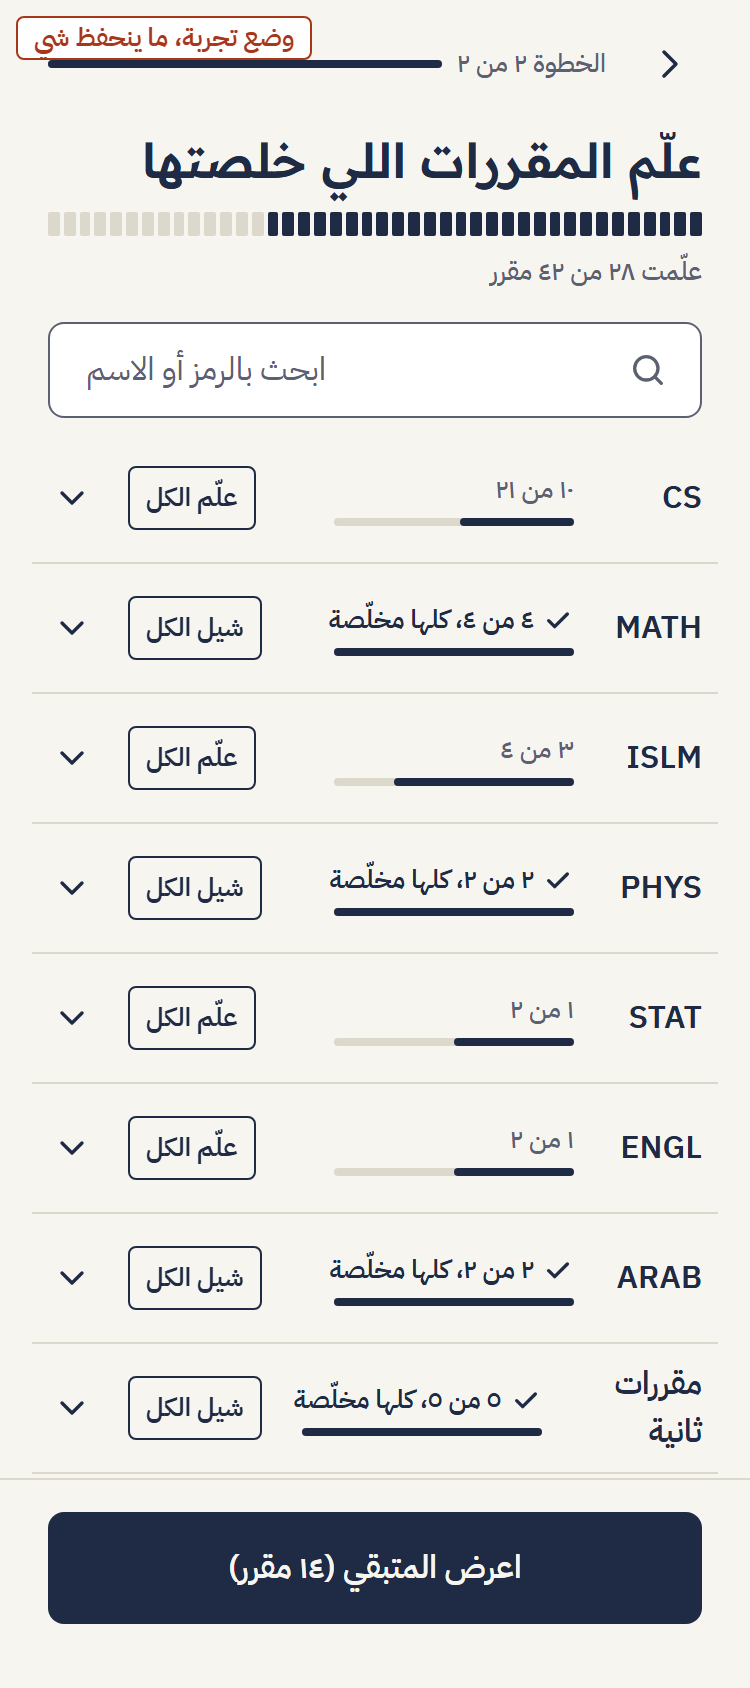 وضع تجربة، ما ينحفظ شي
الخطوة ٢ من ٢
علّم المقررات اللي خلصتها
علّمت ٢٨ من ٤٢ مقرر
ابحث بالرمز أو الاسم
CS
١٠ من ٢١
علّم الكل
MATH
٤ من ٤، كلها مخلّصة
شيل الكل
ISLM
٣ من ٤
علّم الكل
PHYS
٢ من ٢، كلها مخلّصة
شيل الكل
STAT
١ من ٢
علّم الكل
ENGL
١ من ٢
علّم الكل
ARAB
٢ من ٢، كلها مخلّصة
شيل الكل
مقررات
ثانية
٥ من ٥، كلها مخلّصة
شيل الكل
اعرض المتبقي (١٤ مقرر)